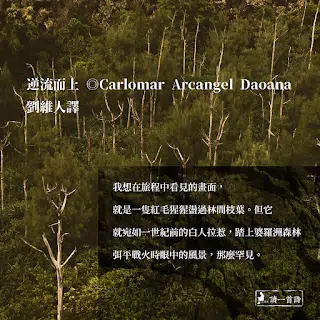 逆流而上 ◎Carlomar Arcangel Daoana
劉維人譯
我想在旅程中看見的畫面，
就是一隻紅毛猩猩盪過林間枝葉。但它
就宛如一世紀前的白人拉惹，踏上婆羅洲森林
弭平戰火時眼中的風景，那麼罕見。
讀一首詩